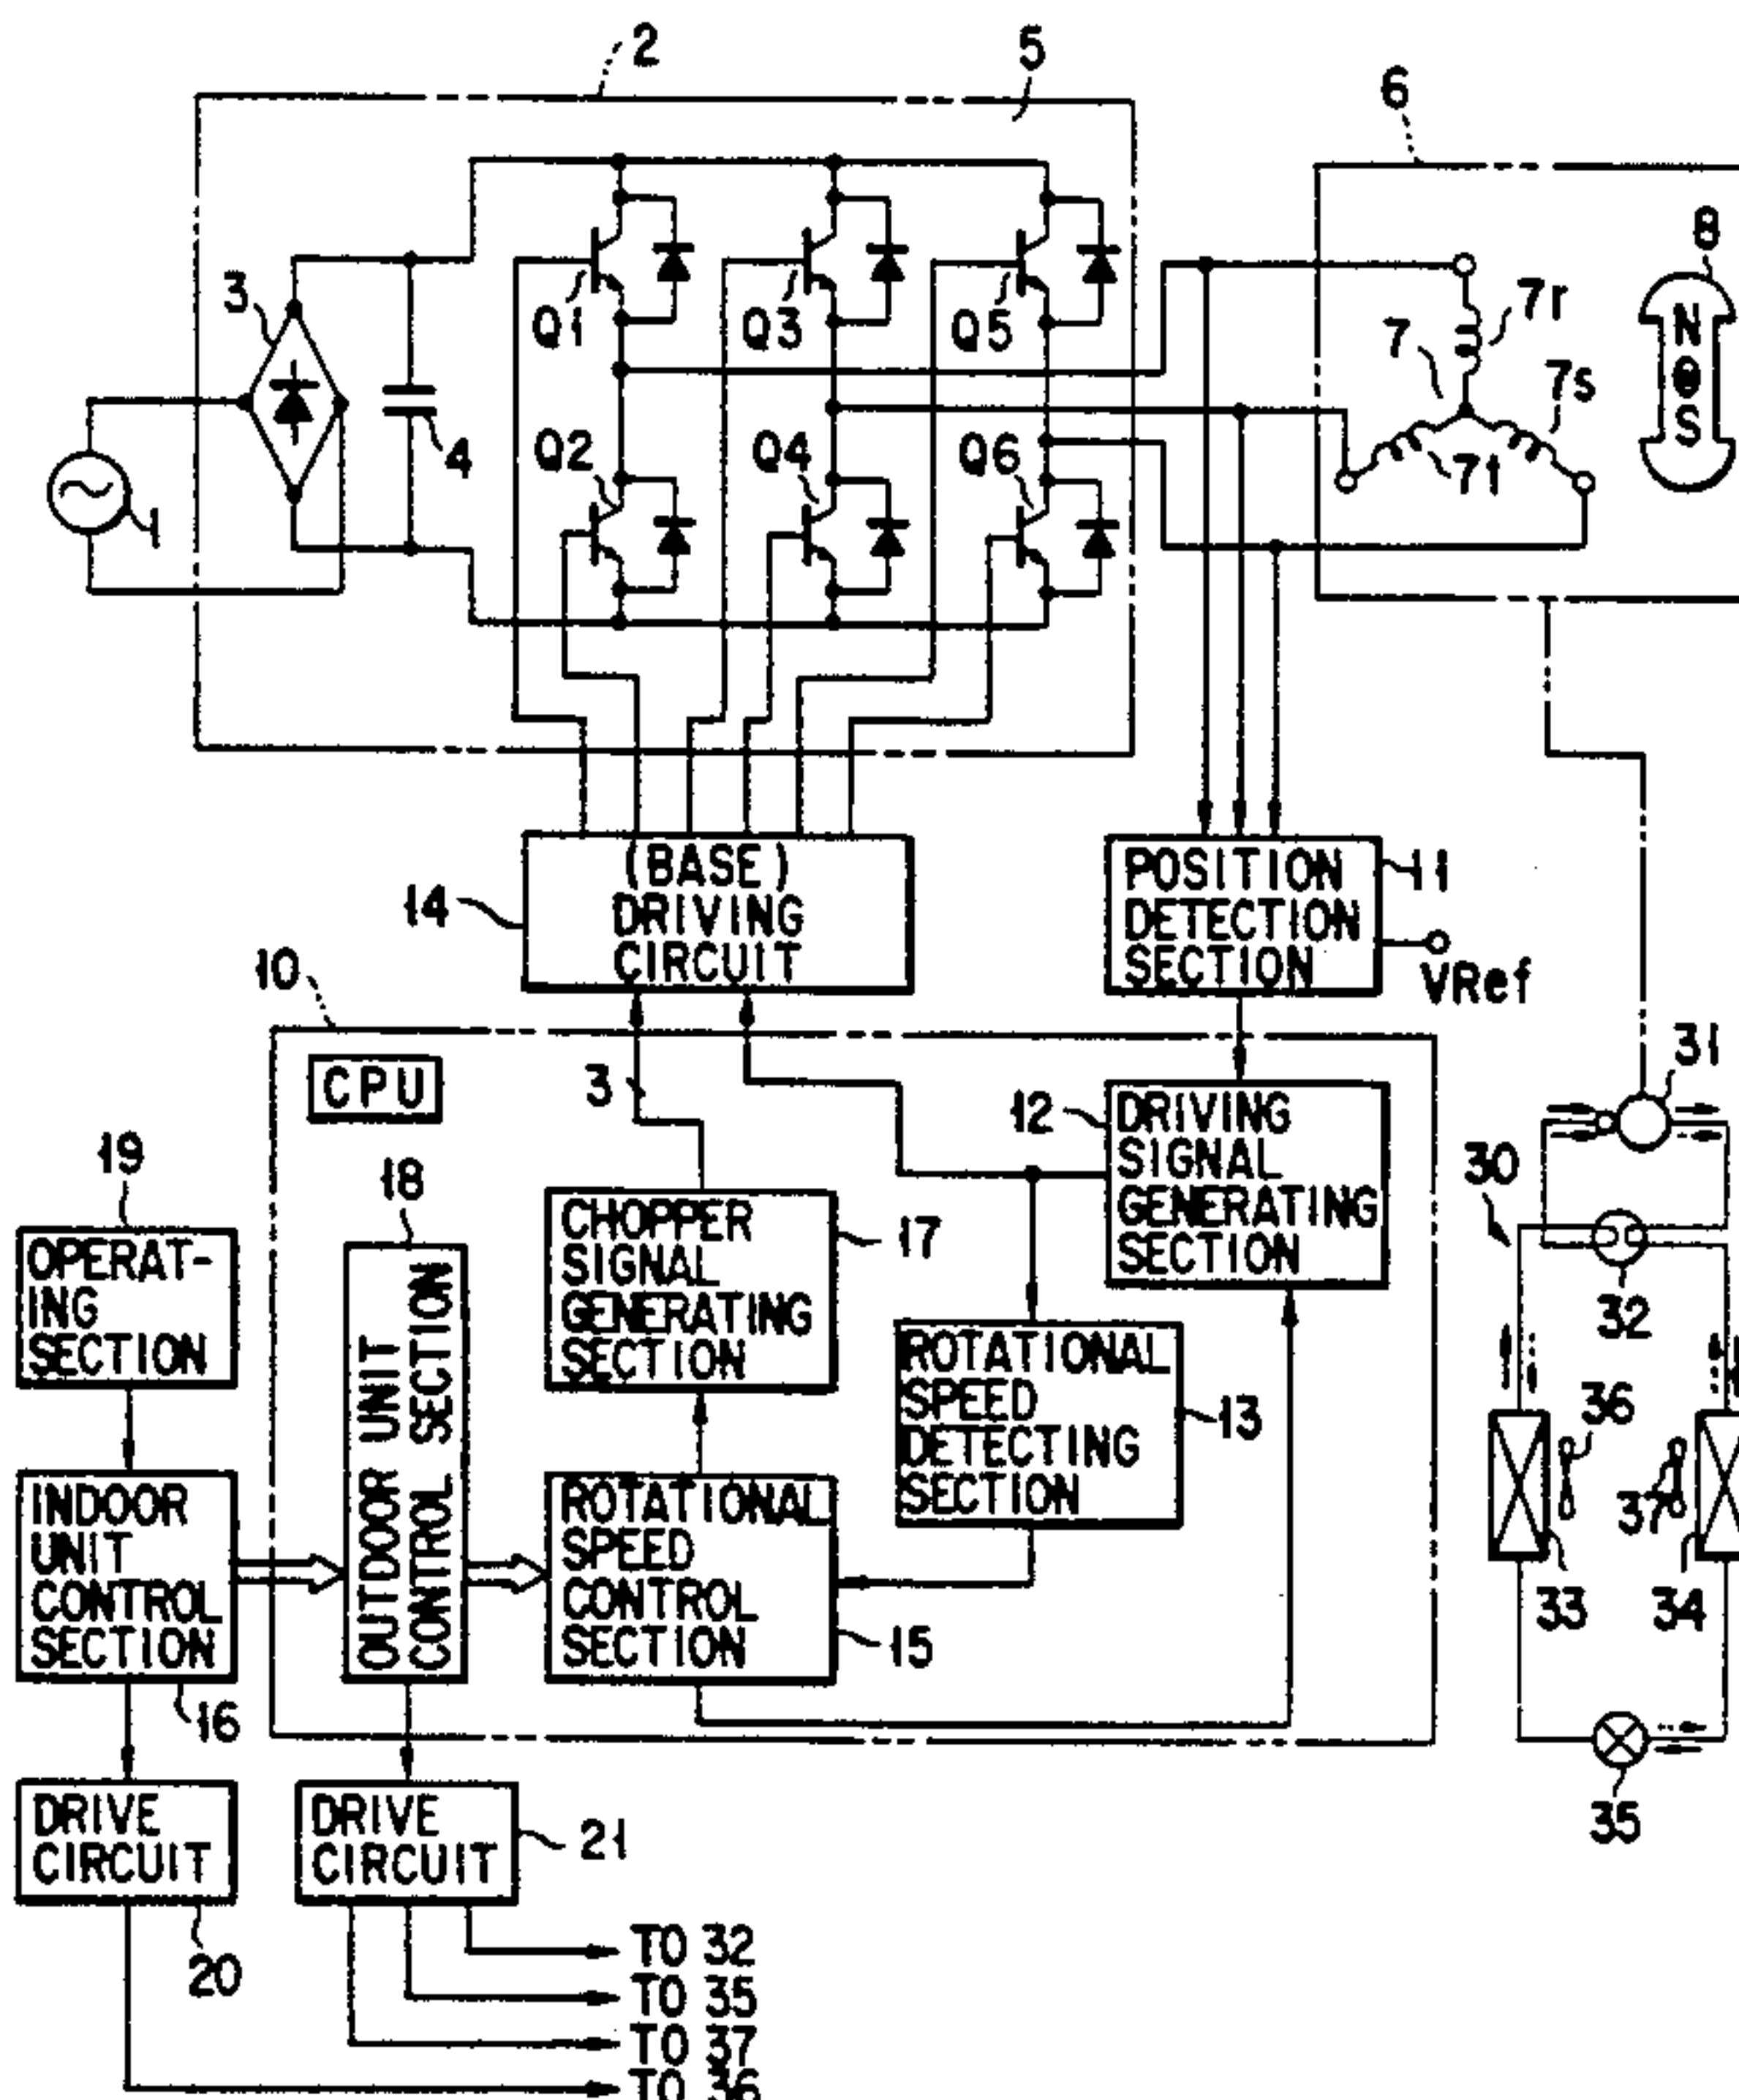 2
5
6
3
Q1
Q3
Q5
7r
8
7
7s
N
S
4
Q2
Q4
Q6
7t
1
(BASE)
DRIVING
CIRCUIT
14
POSITION
DETECTION
SECTION
11
VRef
10
CPU
3
12
DRIVING
SIGNAL
GENERATING
SECTION
31
30
32
19
OPERAT-
ING
SECTION
18
OUTDOOR UNIT
CONTROL SECTION
CHOPPER
SIGNAL
GENERATING
SECTION
17
ROTATIONAL
SPEED
DETECTING
SECTION
13
36
37
33
34
INDOOR
UNIT
CONTROL
SECTION
16
ROTATIONAL
SPEED
CONTROL
SECTION
15
35
DRIVE
CIRCUIT
20
DRIVE
CIRCUIT
21
TO 32
TO 35
TO 37
TO 36